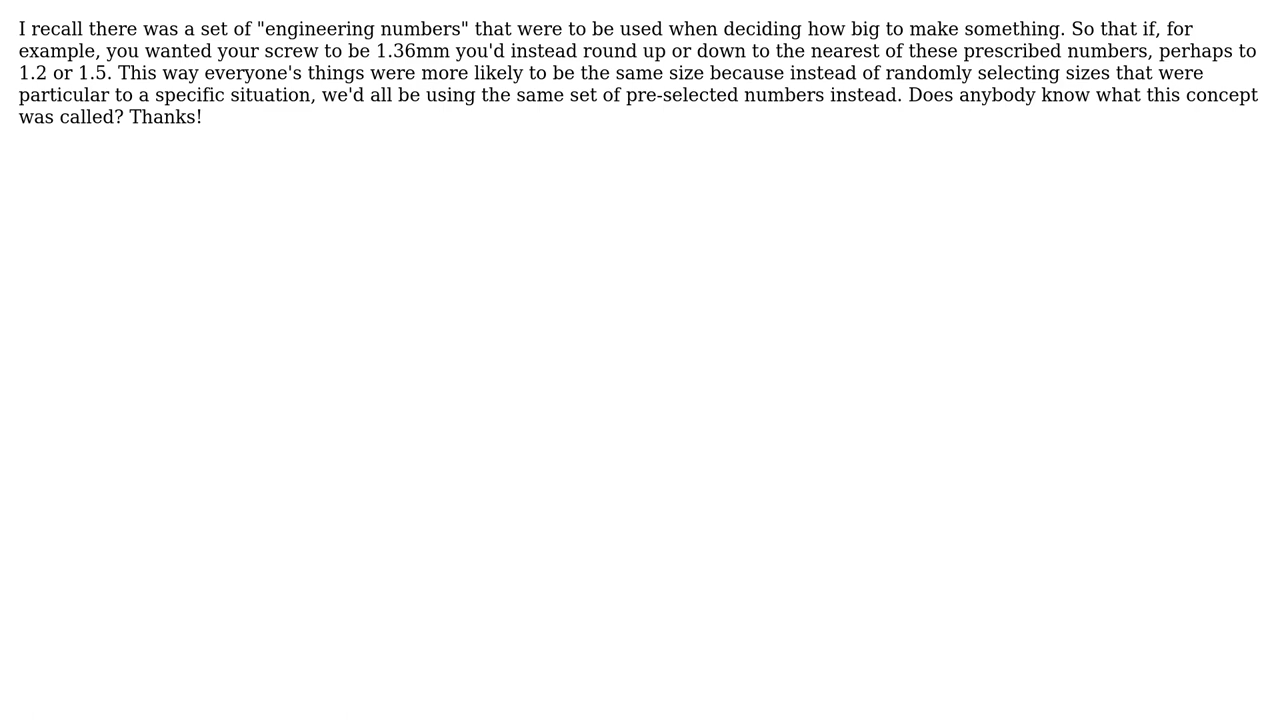 I recall there was a set of "engineering numbers" that were to be used when deciding how big to make something. So that if, for
example, you wanted your screw to be 1.36mm you'd instead round up or down to the nearest of these prescribed numbers, perhaps to
1.2 or 1.5. This way everyone's things were more likely to be the same size because instead of randomly selecting sizes that were
particular to a specific situation, we'd all be using the same set of pre-selected numbers instead. Does anybody know what this concept
was called? Thanks!